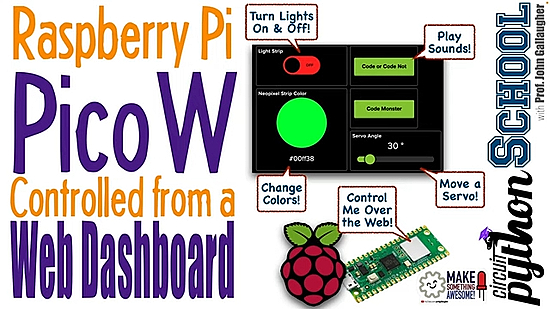 Raspberry Pi
Pico W
Controlled from a
Web Dashboard
Turn Lights
On & Off!
Play
Sounds!
Light Strip
OFF
Code or Code Not
Neopixel Strip Color
Code Monster
Servo Angle
30 °
#00ff38
Change
Colors!
Control
Me Over
the Web!
Move a
Servo!
MAKE
SOMETHING
AWESOME!
circuit
python
SCHOOL
with Prof. John Gallaugher